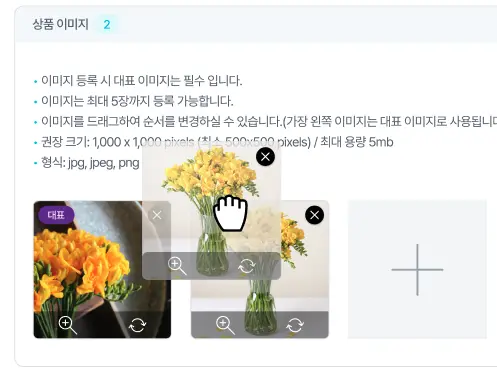 상품 이미지 2
• 이미지 등록 시 대표 이미지는 필수 입니다.
• 이미지는 최대 5장까지 등록 가능합니다.
• 이미지를 드래그하여 순서를 변경하실 수 있습니다.(가장 왼쪽 이미지는 대표 이미지로 사용됩니
• 권장 크기: 1,000 x 1,000 pixels (최소 500x500 pixels) / 최대 용량 5mb
• 형식: jpg, jpeg, png
대표